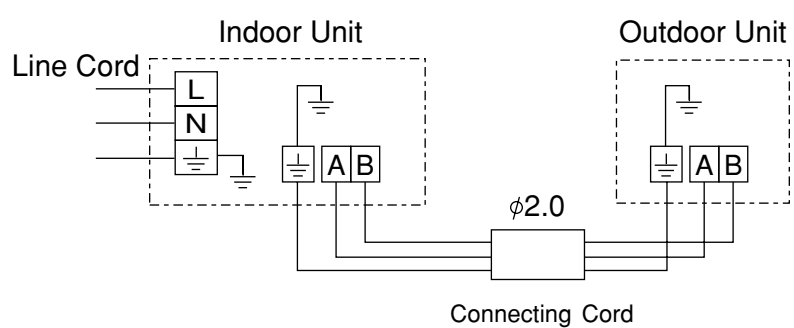 Indoor Unit
Outdoor Unit
Line Cord
L
N
A B
A B
ϕ2.0
Connecting Cord